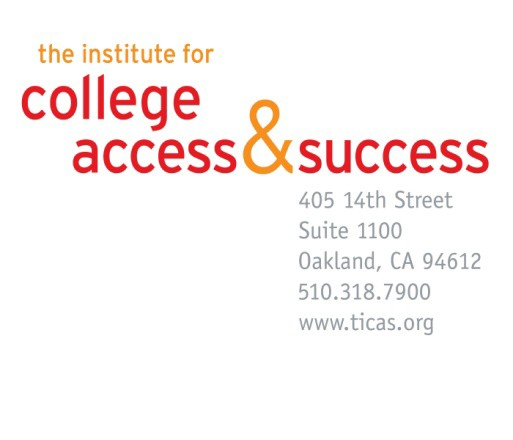 the institute for
college
access & success
405 14th Street
Suite 1100
Oakland, CA 94612
510.318.7900
www.ticas.org